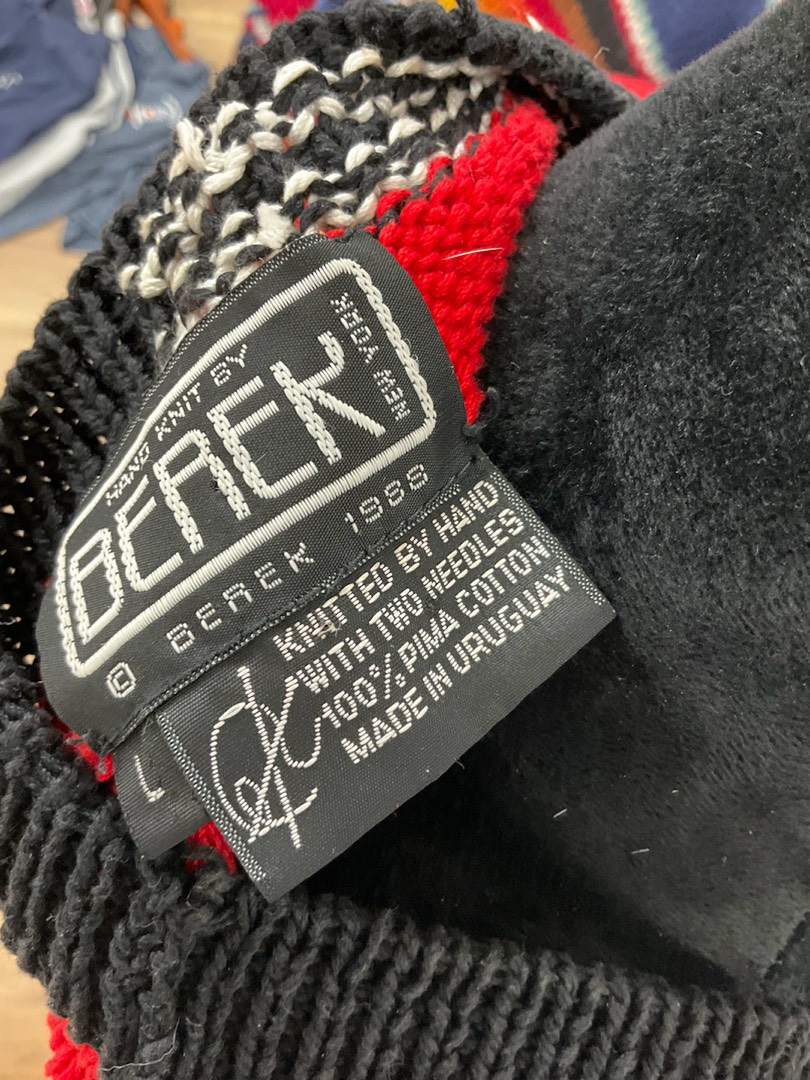 HAND KNIT BY
BEREK
NEW YORK
© BEREK 1988
KNITTED BY HAND
WITH TWO NEEDLES
100% PIMA COTTON
MADE IN URUGUAY
L